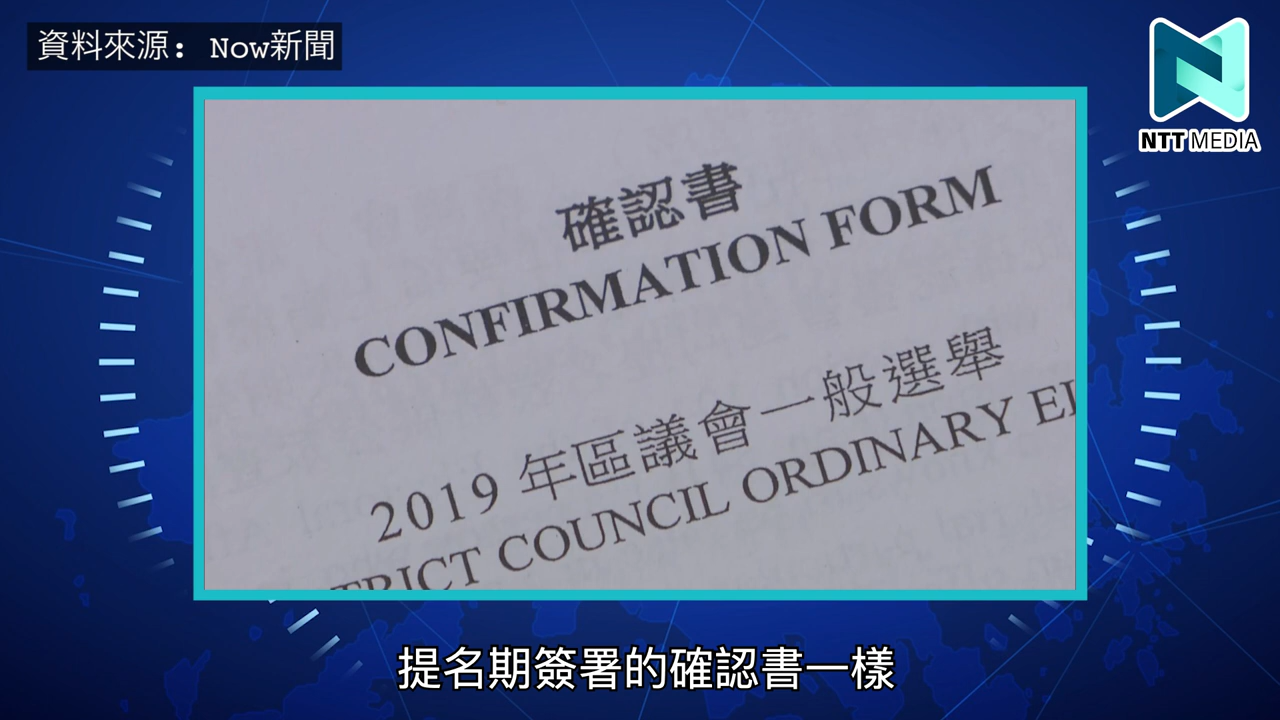 資料來源: Now新聞
NTT MEDIA
確認書
CONFIRMATION FORM
2019 年區議會一般選舉
COUNCIL ORDINARY
提名期簽署的確認書一樣